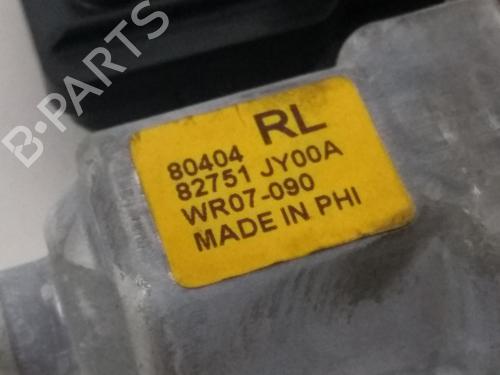 B-PARTS
80404 RL
82751 JY00A
WR07-090
MADE IN PHI